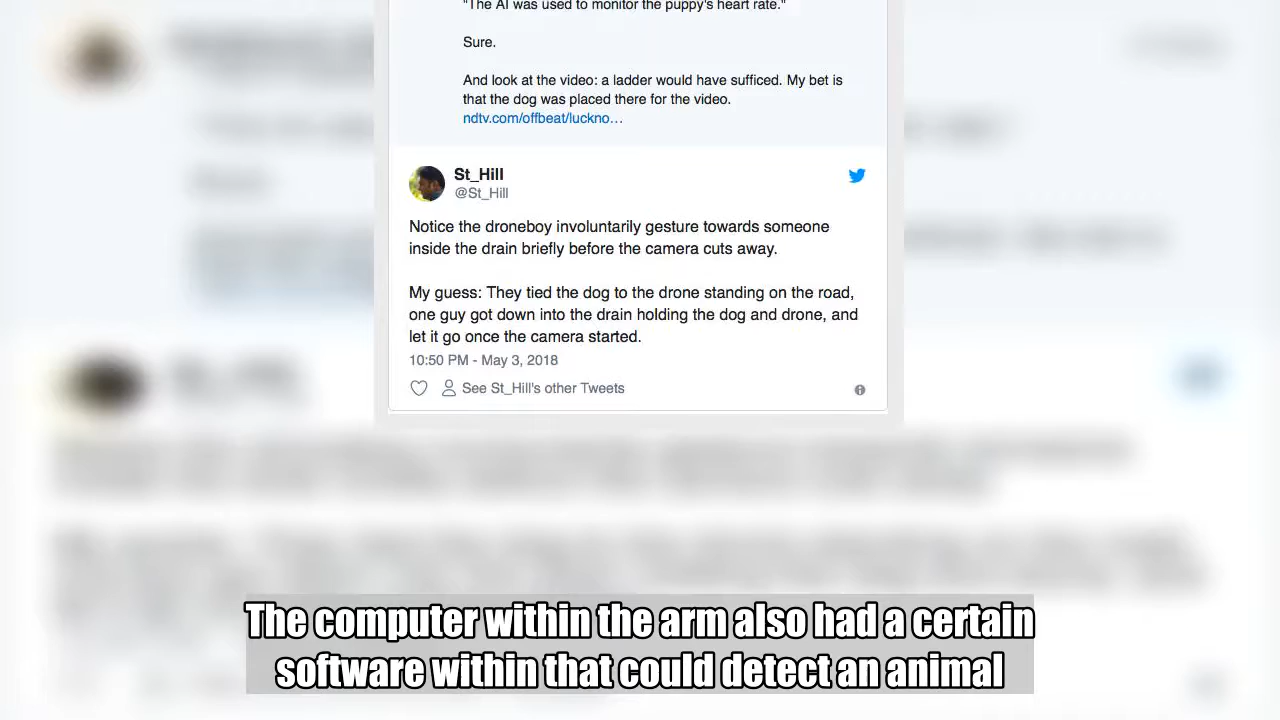 "The AI was used to monitor the puppy's heart rate."
Sure.
And look at the video: a ladder would have sufficed. My bet is
that the dog was placed there for the video.
ndtv.com/offbeat/luckno…
St_Hill
@St_Hill
Notice the droneboy involuntarily gesture towards someone
inside the drain briefly before the camera cuts away.
My guess: They tied the dog to the drone standing on the road,
one guy got down into the drain holding the dog and drone, and
let it go once the camera started.
10:50 PM - May 3, 2018
See St_Hill's other Tweets
The computer within the arm also had a certain
software within that could detect an animal